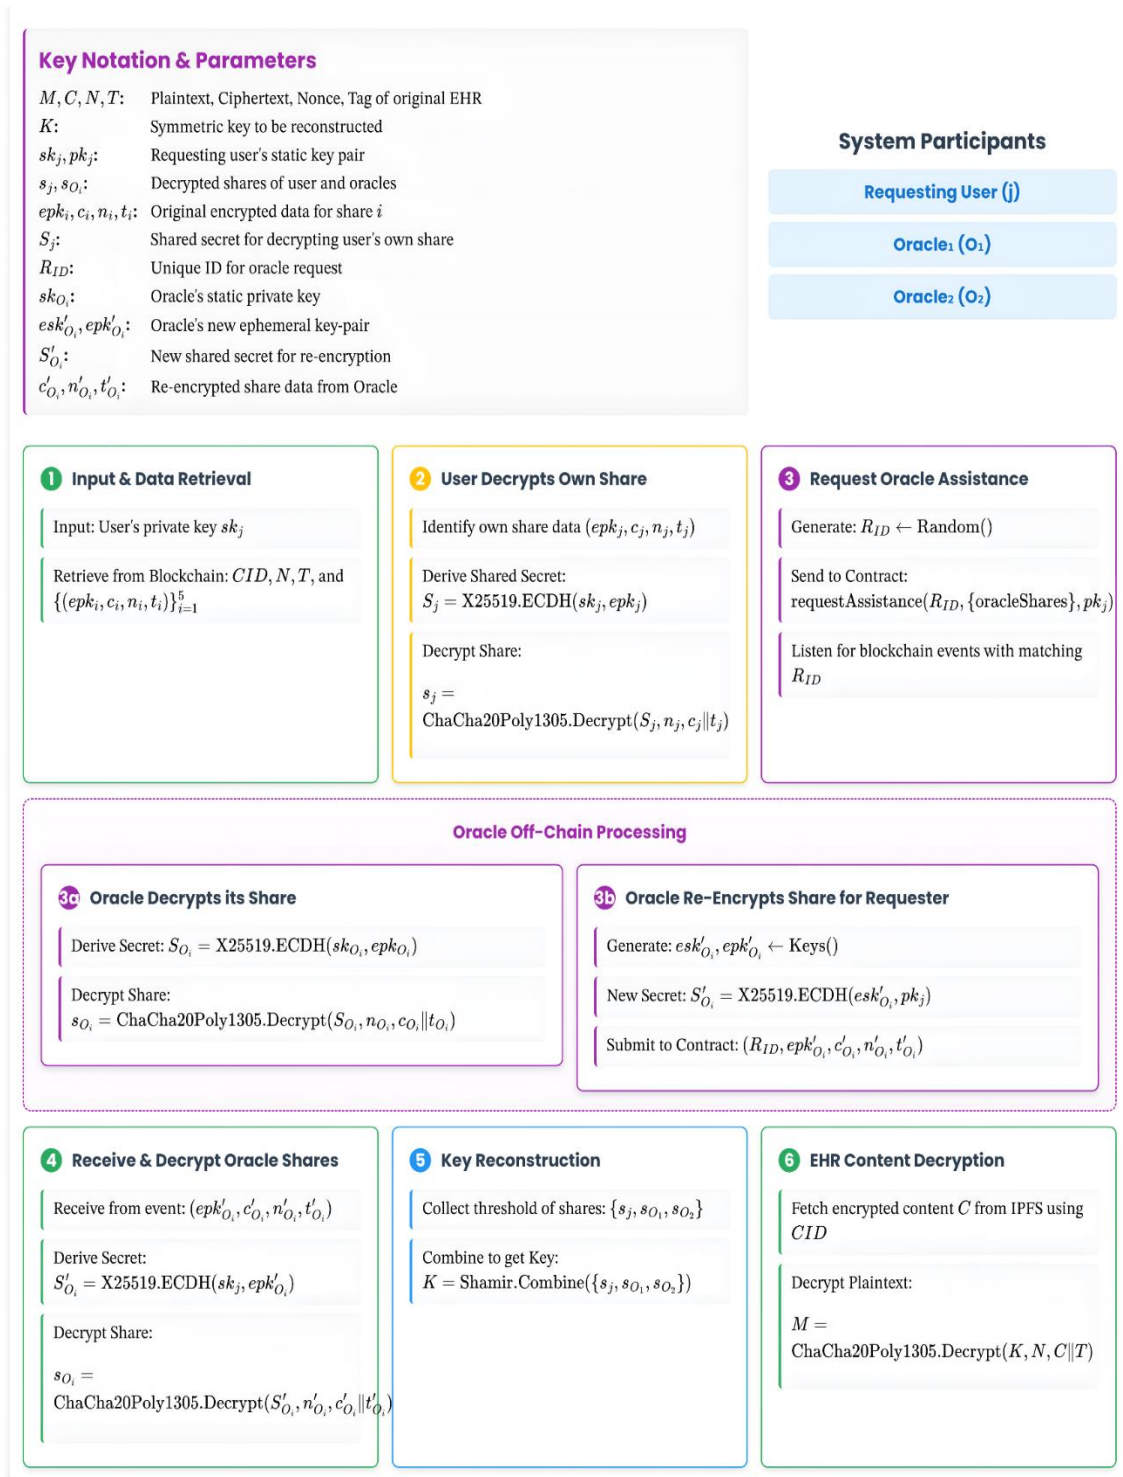 Key Notation & Parameters
M, C, N, T: Plaintext, Ciphertext, Nonce, Tag of original EHR
K: Symmetric key to be reconstructed
sk_j, pk_j: Requesting user's static key pair
s_j, s_{O_i}: Decrypted shares of user and oracles
epk_i, c_i, n_i, t_i: Original encrypted data for share i
S_j: Shared secret for decrypting user's own share
R_{ID}: Unique ID for oracle request
sk_{O_i}: Oracle's static private key
esk'_{O_i}, epk'_{O_i}: Oracle's new ephemeral key-pair
S'_{O_i}: New shared secret for re-encryption
c'_{O_i}, n'_{O_i}, t'_{O_i}: Re-encrypted share data from Oracle
System Participants
Requesting User (j)
Oracle₁ (O₁)
Oracle₂ (O₂)
1 Input & Data Retrieval
Input: User's private key sk_j
Retrieve from Blockchain: CID, N, T, and
{(epk_i, c_i, n_i, t_i)}_{i=1}^5
2 User Decrypts Own Share
Identify own share data (epk_j, c_j, n_j, t_j)
Derive Shared Secret:
S_j = X25519.ECDH(sk_j, epk_j)
Decrypt Share:
s_j =
ChaCha20Poly1305.Decrypt(S_j, n_j, c_j‖t_j)
3 Request Oracle Assistance
Generate: R_{ID} ← Random()
Send to Contract:
requestAssistance(R_{ID}, {oracleShares}, pk_j)
Listen for blockchain events with matching
R_{ID}
Oracle Off-Chain Processing
3a Oracle Decrypts its Share
Derive Secret: S_{O_i} = X25519.ECDH(sk_{O_i}, epk_{O_i})
Decrypt Share:
s_{O_i} = ChaCha20Poly1305.Decrypt(S_{O_i}, n_{O_i}, c_{O_i}‖t_{O_i})
3b Oracle Re-Encrypts Share for Requester
Generate: esk'_{O_i}, epk'_{O_i} ← Keys()
New Secret: S'_{O_i} = X25519.ECDH(esk'_{O_i}, pk_j)
Submit to Contract: (R_{ID}, epk'_{O_i}, c'_{O_i}, n'_{O_i}, t'_{O_i})
4 Receive & Decrypt Oracle Shares
Receive from event: (epk'_{O_i}, c'_{O_i}, n'_{O_i}, t'_{O_i})
Derive Secret:
S'_{O_i} = X25519.ECDH(sk_j, epk'_{O_i})
Decrypt Share:
s_{O_i} =
ChaCha20Poly1305.Decrypt(S'_{O_i}, n'_{O_i}, c'_{O_i}‖t'_{O_i})
5 Key Reconstruction
Collect threshold of shares: {s_j, s_{O_1}, s_{O_2}}
Combine to get Key:
K = Shamir.Combine({s_j, s_{O_1}, s_{O_2}})
6 EHR Content Decryption
Fetch encrypted content C from IPFS using
CID
Decrypt Plaintext:
M =
ChaCha20Poly1305.Decrypt(K, N, C‖T)